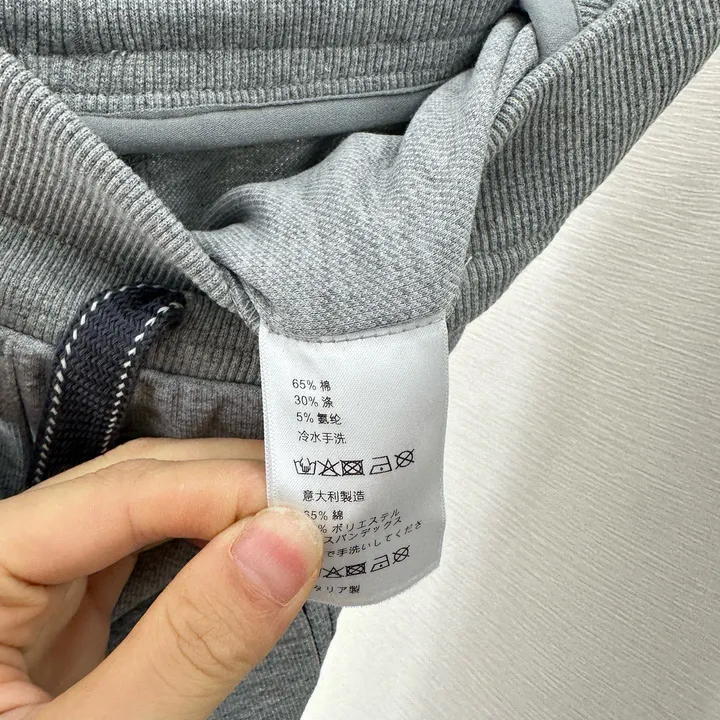 65% 棉
30% 涤
5% 氨纶
冷水手洗
意大利製造
65% 綿
% ポリエステル
スパンデックス
で手洗いしてくださ
タリア製